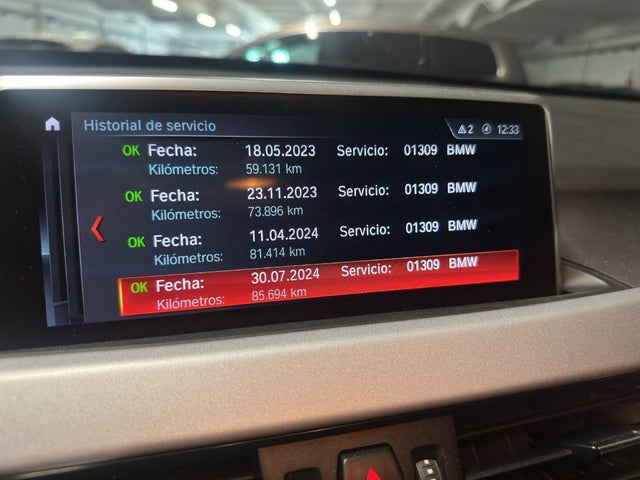 Historial de servicio 2 12:33
OK Fecha: 18.05.2023 Servicio: 01309 BMW
Kilómetros: 59.131 km
OK Fecha: 23.11.2023 Servicio: 01309 BMW
Kilómetros: 73.896 km
OK Fecha: 11.04.2024 Servicio: 01309 BMW
Kilómetros: 81.414 km
OK Fecha: 30.07.2024 Servicio: 01309 BMW
Kilómetros: 85.694 km